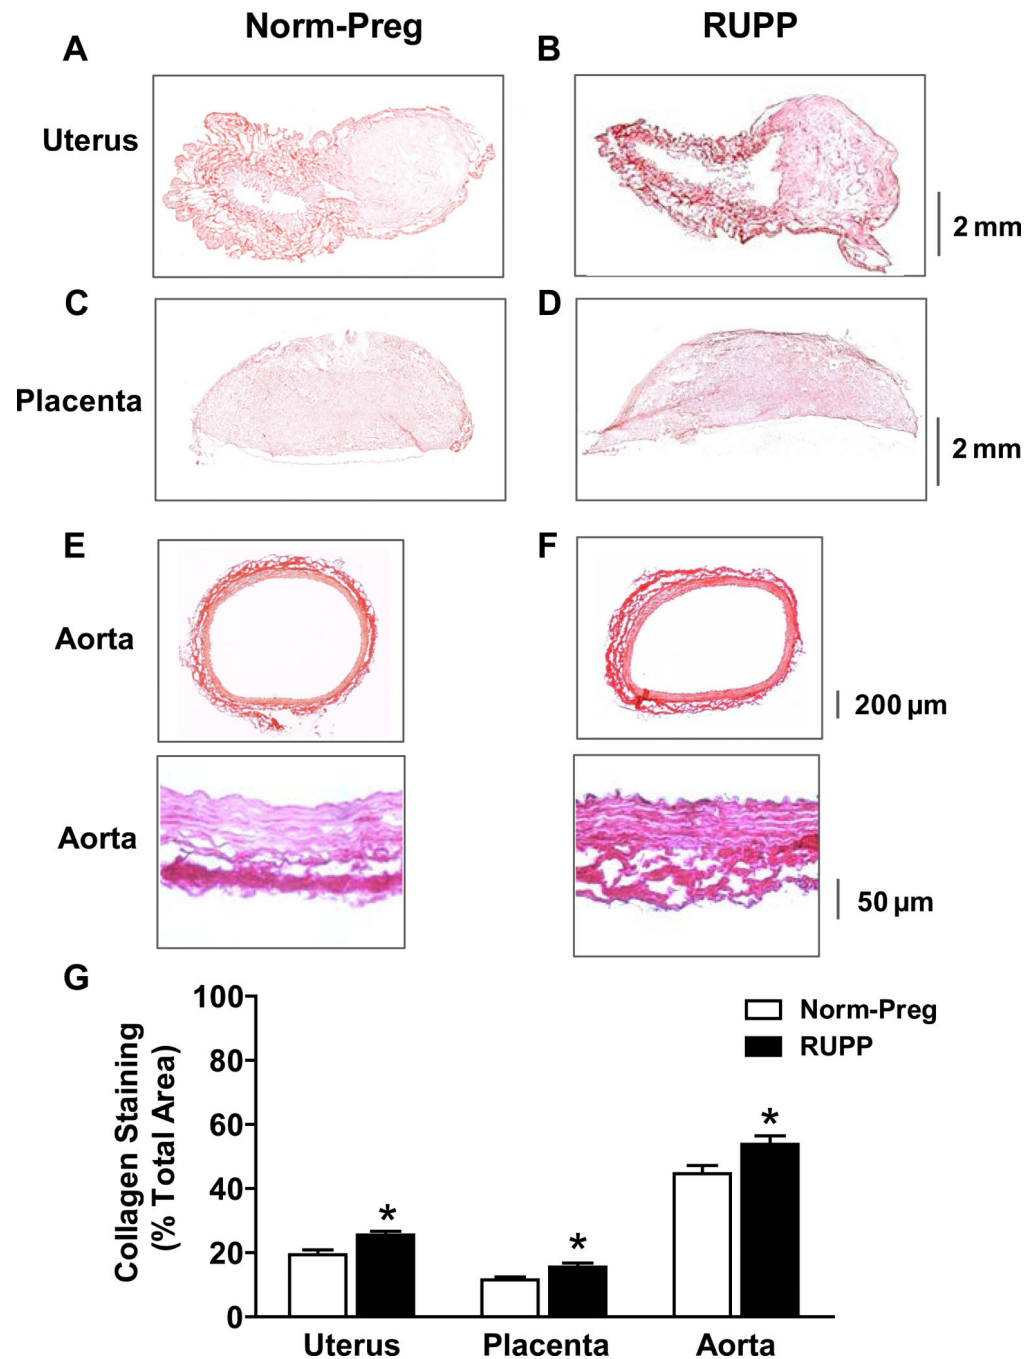 Norm-Preg
RUPP
A
B
Uterus
2 mm
C
D
Placenta
2 mm
E
F
Aorta
200 µm
Aorta
50 µm
G
Collagen Staining
(% Total Area)
100
80
60
40
20
0
Norm-Preg
RUPP
*
*
*
Uterus
Placenta
Aorta